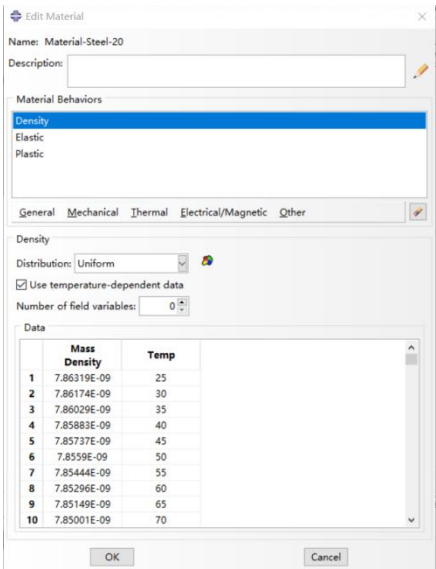 Edit Material
Name: Material-Steel-20
Description:
Material Behaviors
Density
Elastic
Plastic
General Mechanical Thermal Electrical/Magnetic Other
Density
Distribution: Uniform
Use temperature-dependent data
Number of field variables: 0
Data
Mass Density Temp
1 7.86319E-09 25
2 7.86174E-09 30
3 7.86029E-09 35
4 7.85883E-09 40
5 7.85737E-09 45
6 7.8559E-09 50
7 7.85444E-09 55
8 7.85296E-09 60
9 7.85149E-09 65
10 7.85001E-09 70
OK Cancel